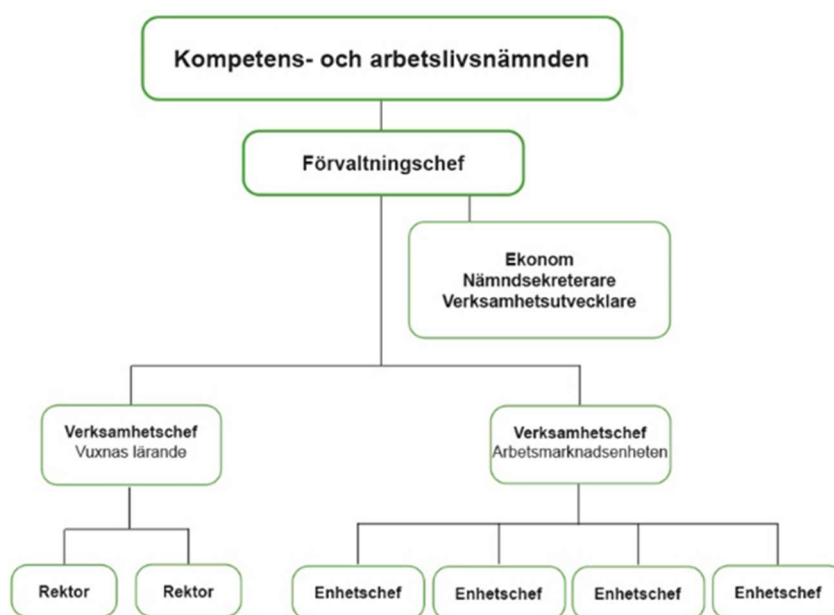 Kompetens- och arbetslivsnämnden
Förvaltningschef
Ekonom
Nämndsekreterare
Verksamhetsutvecklare
Verksamhetschef
Vuxnas lärande
Verksamhetschef
Arbetsmarknadsenheten
Rektor
Rektor
Enhetschef
Enhetschef
Enhetschef
Enhetschef